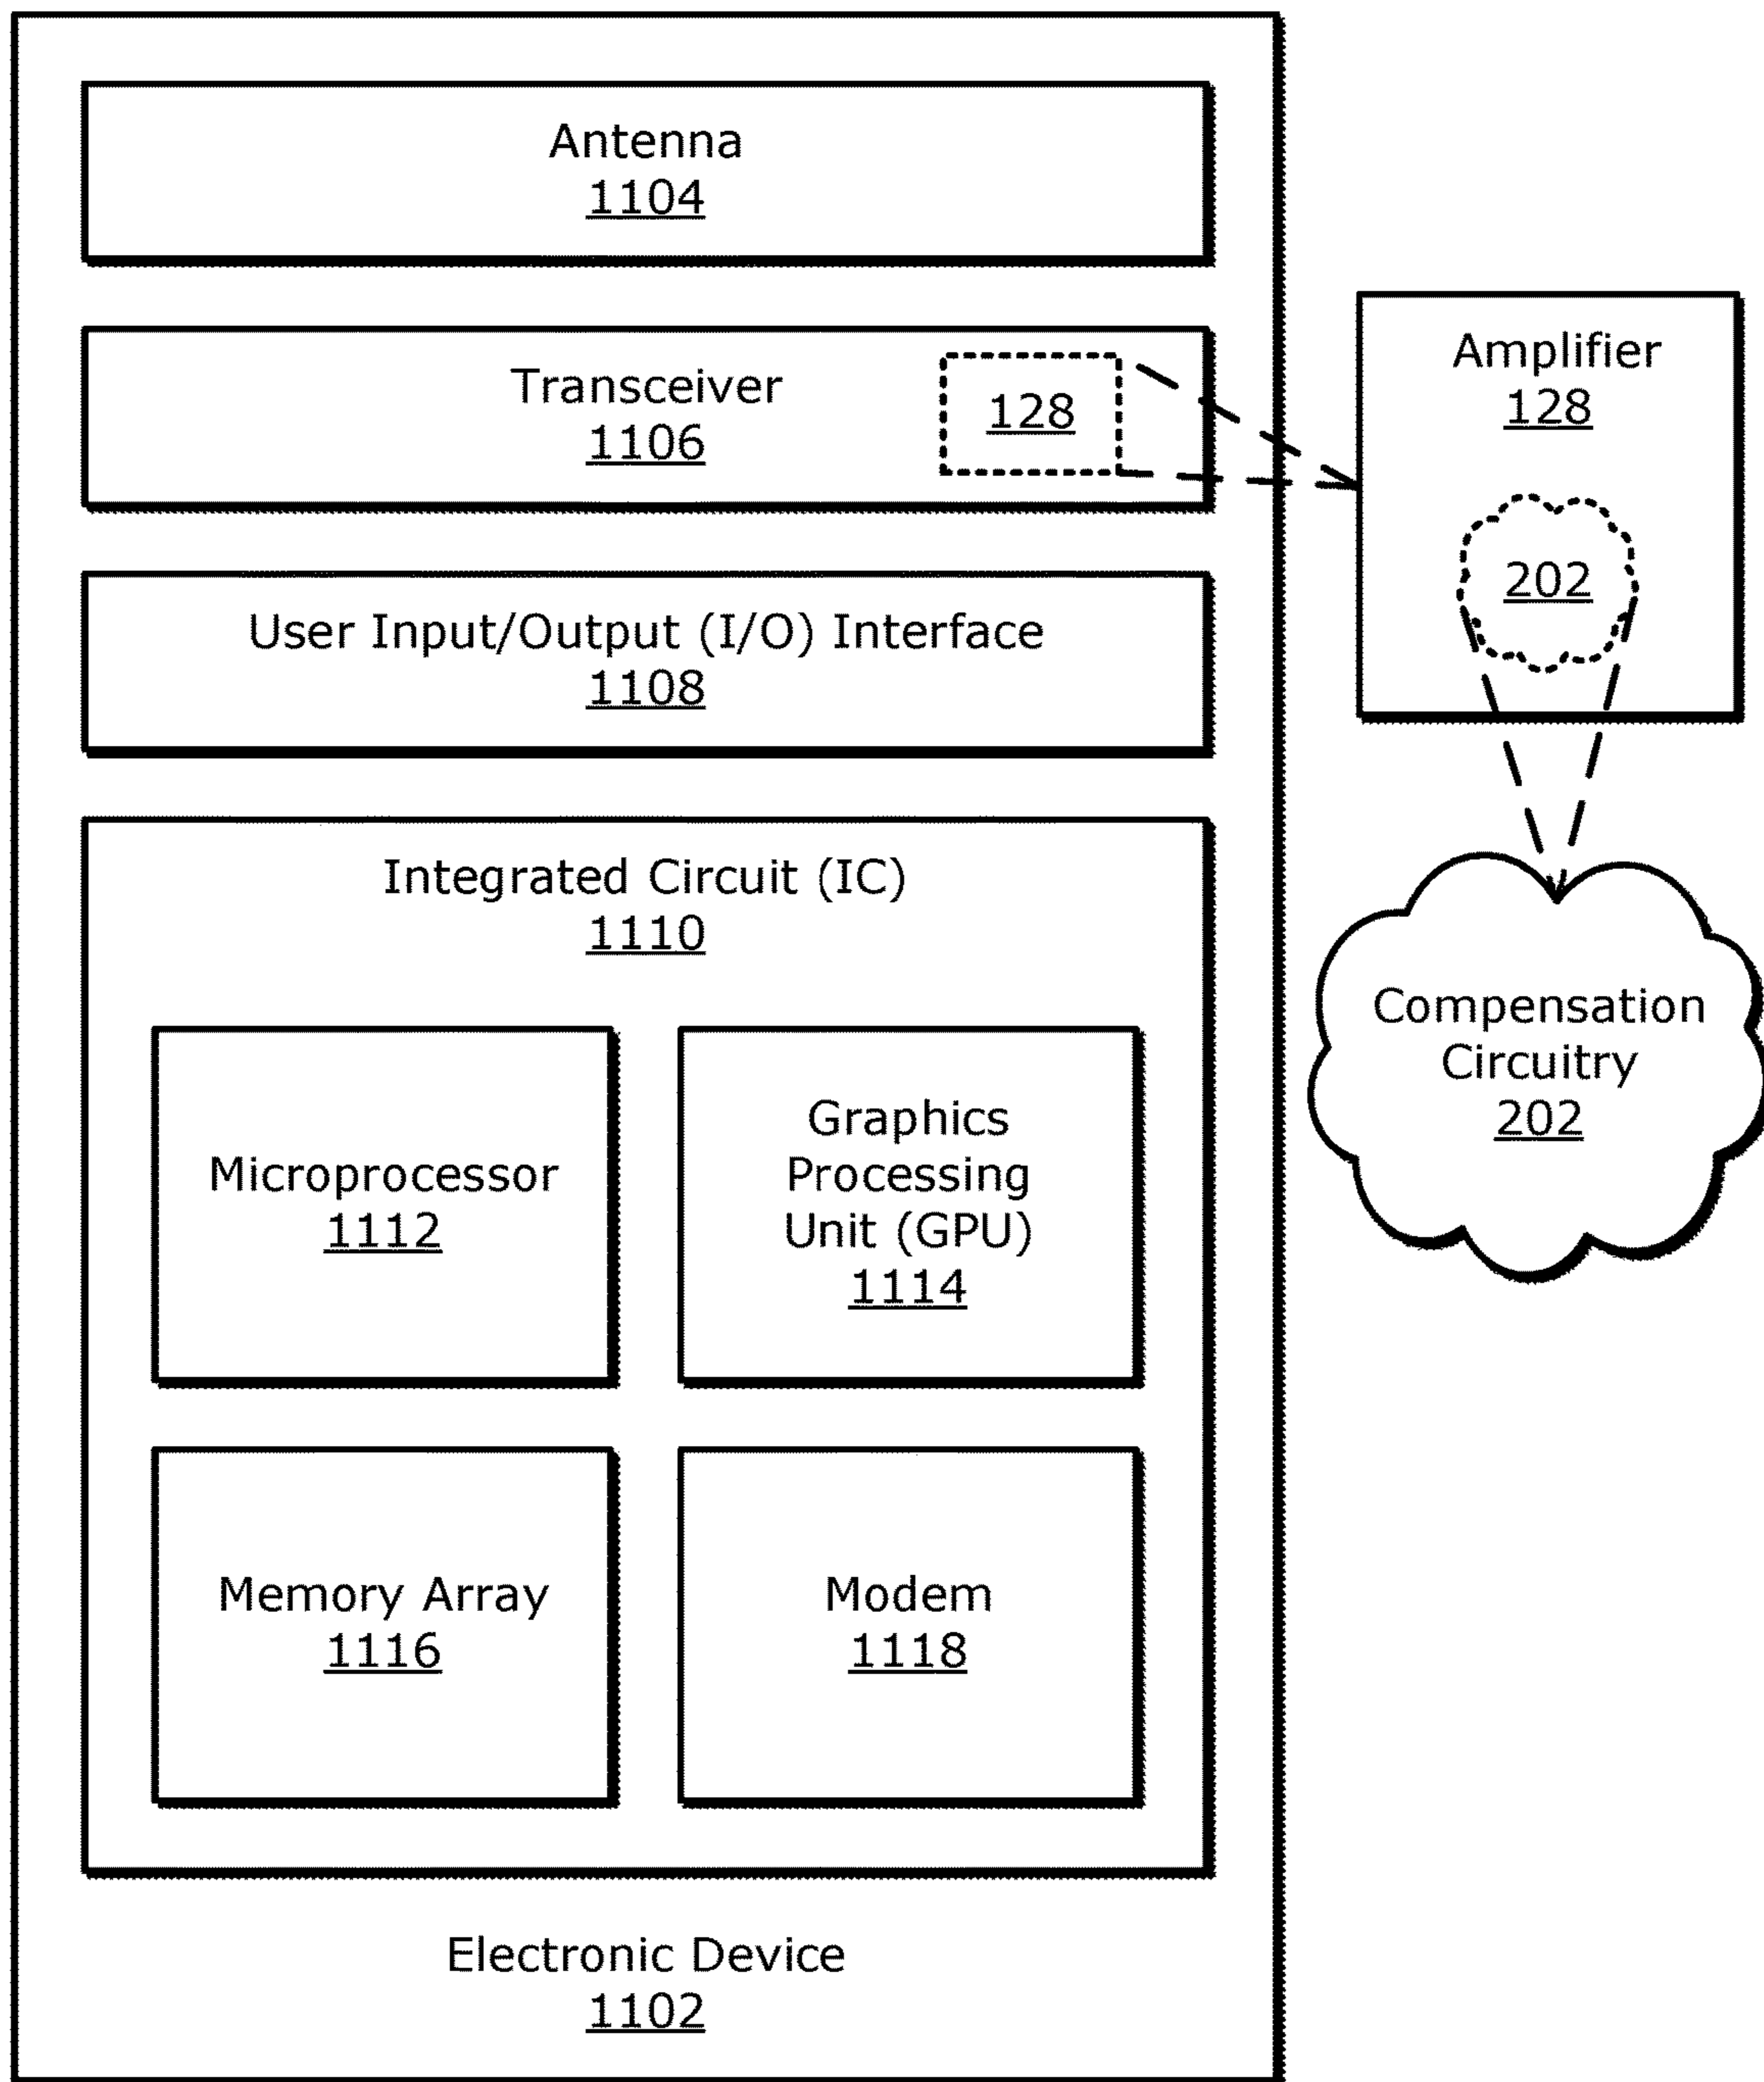 Antenna
1104
Transceiver
1106
128
Amplifier
128
202
User Input/Output (I/O) Interface
1108
Integrated Circuit (IC)
1110
Compensation
Circuitry
202
Microprocessor
1112
Graphics
Processing
Unit (GPU)
1114
Memory Array
1116
Modem
1118
Electronic Device
1102